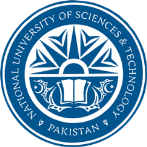 NATIONAL UNIVERSITY OF SCIENCES & TECHNOLOGY
PAKISTAN